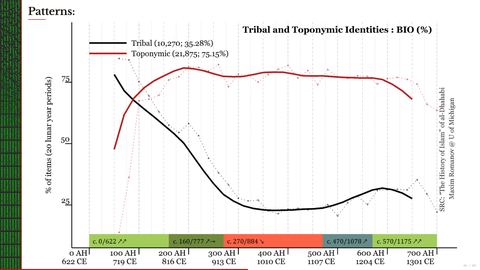 Patterns:
Tribal and Toponymic Identities : BIO (%)
Tribal (10,270; 35.28%)
Toponymic (21,875; 75.15%)
% of items (20 lunar year periods)
75
50
25
SRC: "The History of Islam" of al-Dhahabi
Maxim Romanov @ U of Michigan
c. 0/622 ↗↗ c. 160/777 ↗→ c. 270/884 ↘ c. 470/1078 ↗ c. 570/1175 ↗↗
0 AH 100 AH 200 AH 300 AH 400 AH 500 AH 600 AH 700 AH
622 CE 719 CE 816 CE 913 CE 1010 CE 1107 CE 1204 CE 1301 CE